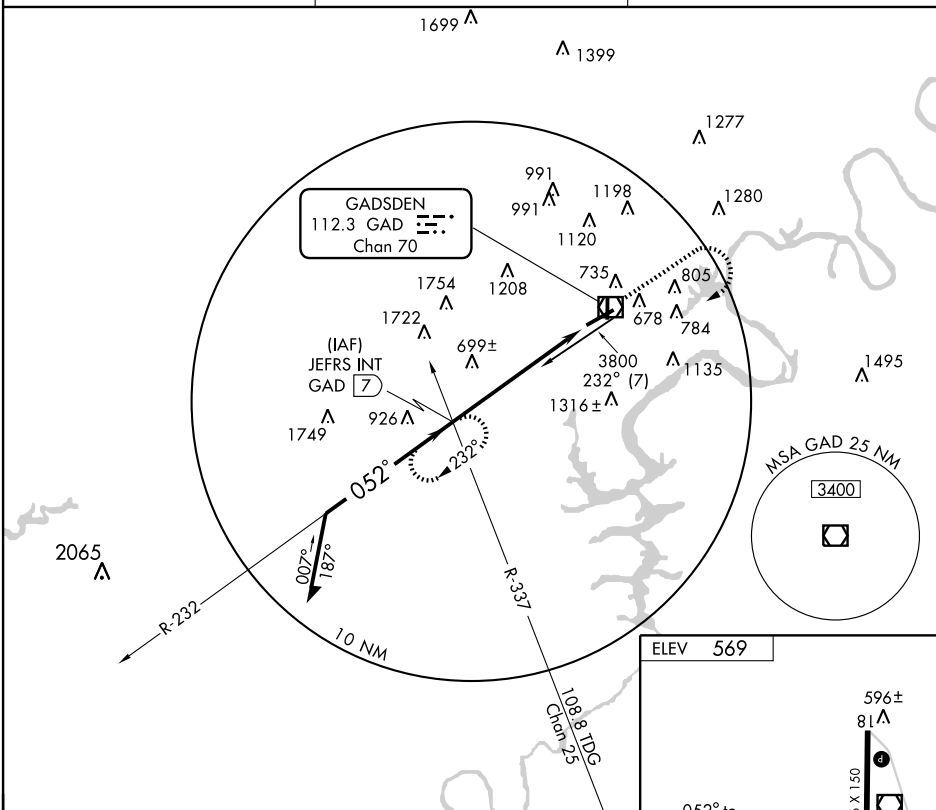 1699
1399
1277
991
991
1198
1280
1120
GADSDEN
112.3 GAD
Chan 70
1754
1208
735
805
678
784
1722
699±
(IAF)
JEFRS INT
GAD 7
3800
232° (7)
1135
1495
1316±
926
1749
232°
052°
MSA GAD 25 NM
3400
2065
007°
187°
R-337
R-232
10 NM
ELEV 569
108.8 TDG
Chan 25
596±
18
X 150
P
052° to